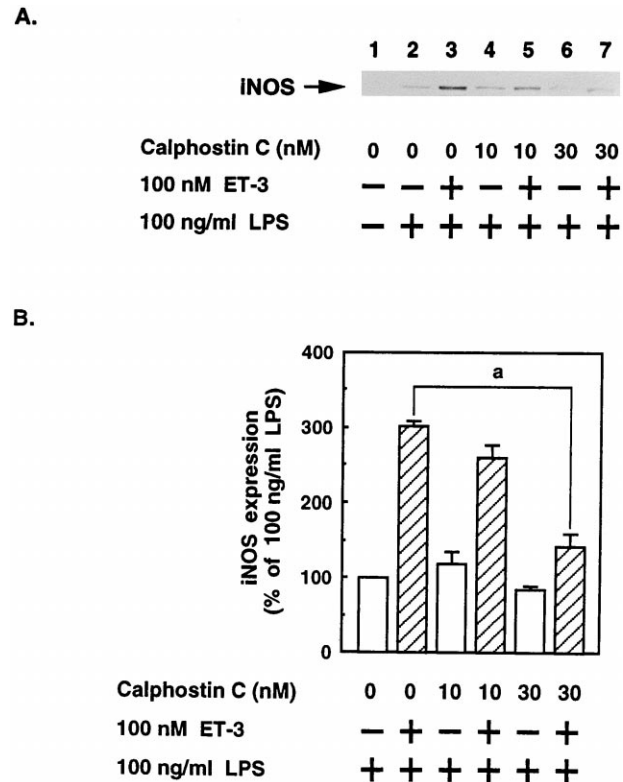 A.
1 2 3 4 5 6 7
iNOS
Calphostin C (nM) 0 0 0 10 10 30 30
100 nM ET-3 − − + − + − +
100 ng/ml LPS − + + + + + +
B.
iNOS expression
(% of 100 ng/ml LPS)
400
300
200
100
0
a
Calphostin C (nM) 0 0 10 10 30 30
100 nM ET-3 − + − + − +
100 ng/ml LPS + + + + + +